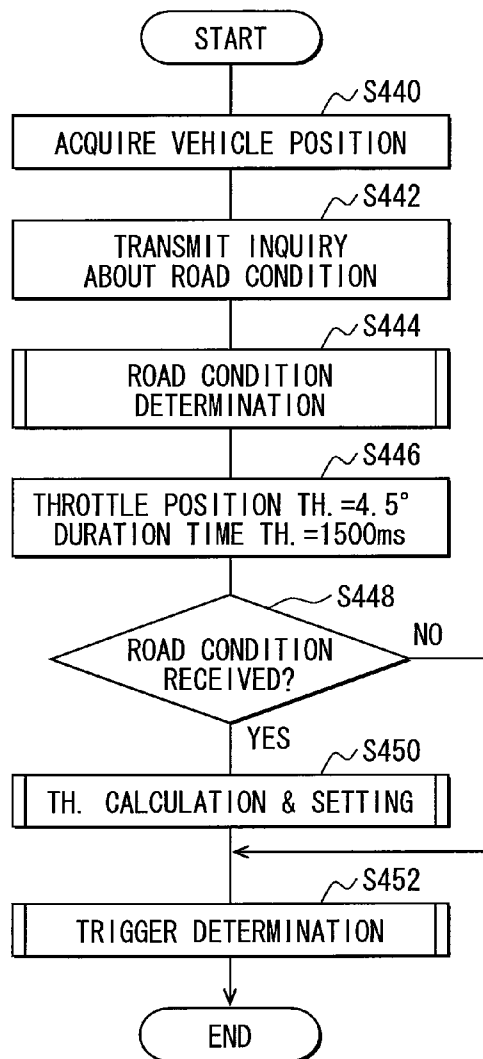 START
S440
ACQUIRE VEHICLE POSITION
S442
TRANSMIT INQUIRY
ABOUT ROAD CONDITION
S444
ROAD CONDITION
DETERMINATION
S446
THROTTLE POSITION TH.=4.5°
DURATION TIME TH.=1500ms
S448
ROAD CONDITION
RECEIVED?
NO
YES
S450
TH. CALCULATION & SETTING
S452
TRIGGER DETERMINATION
END